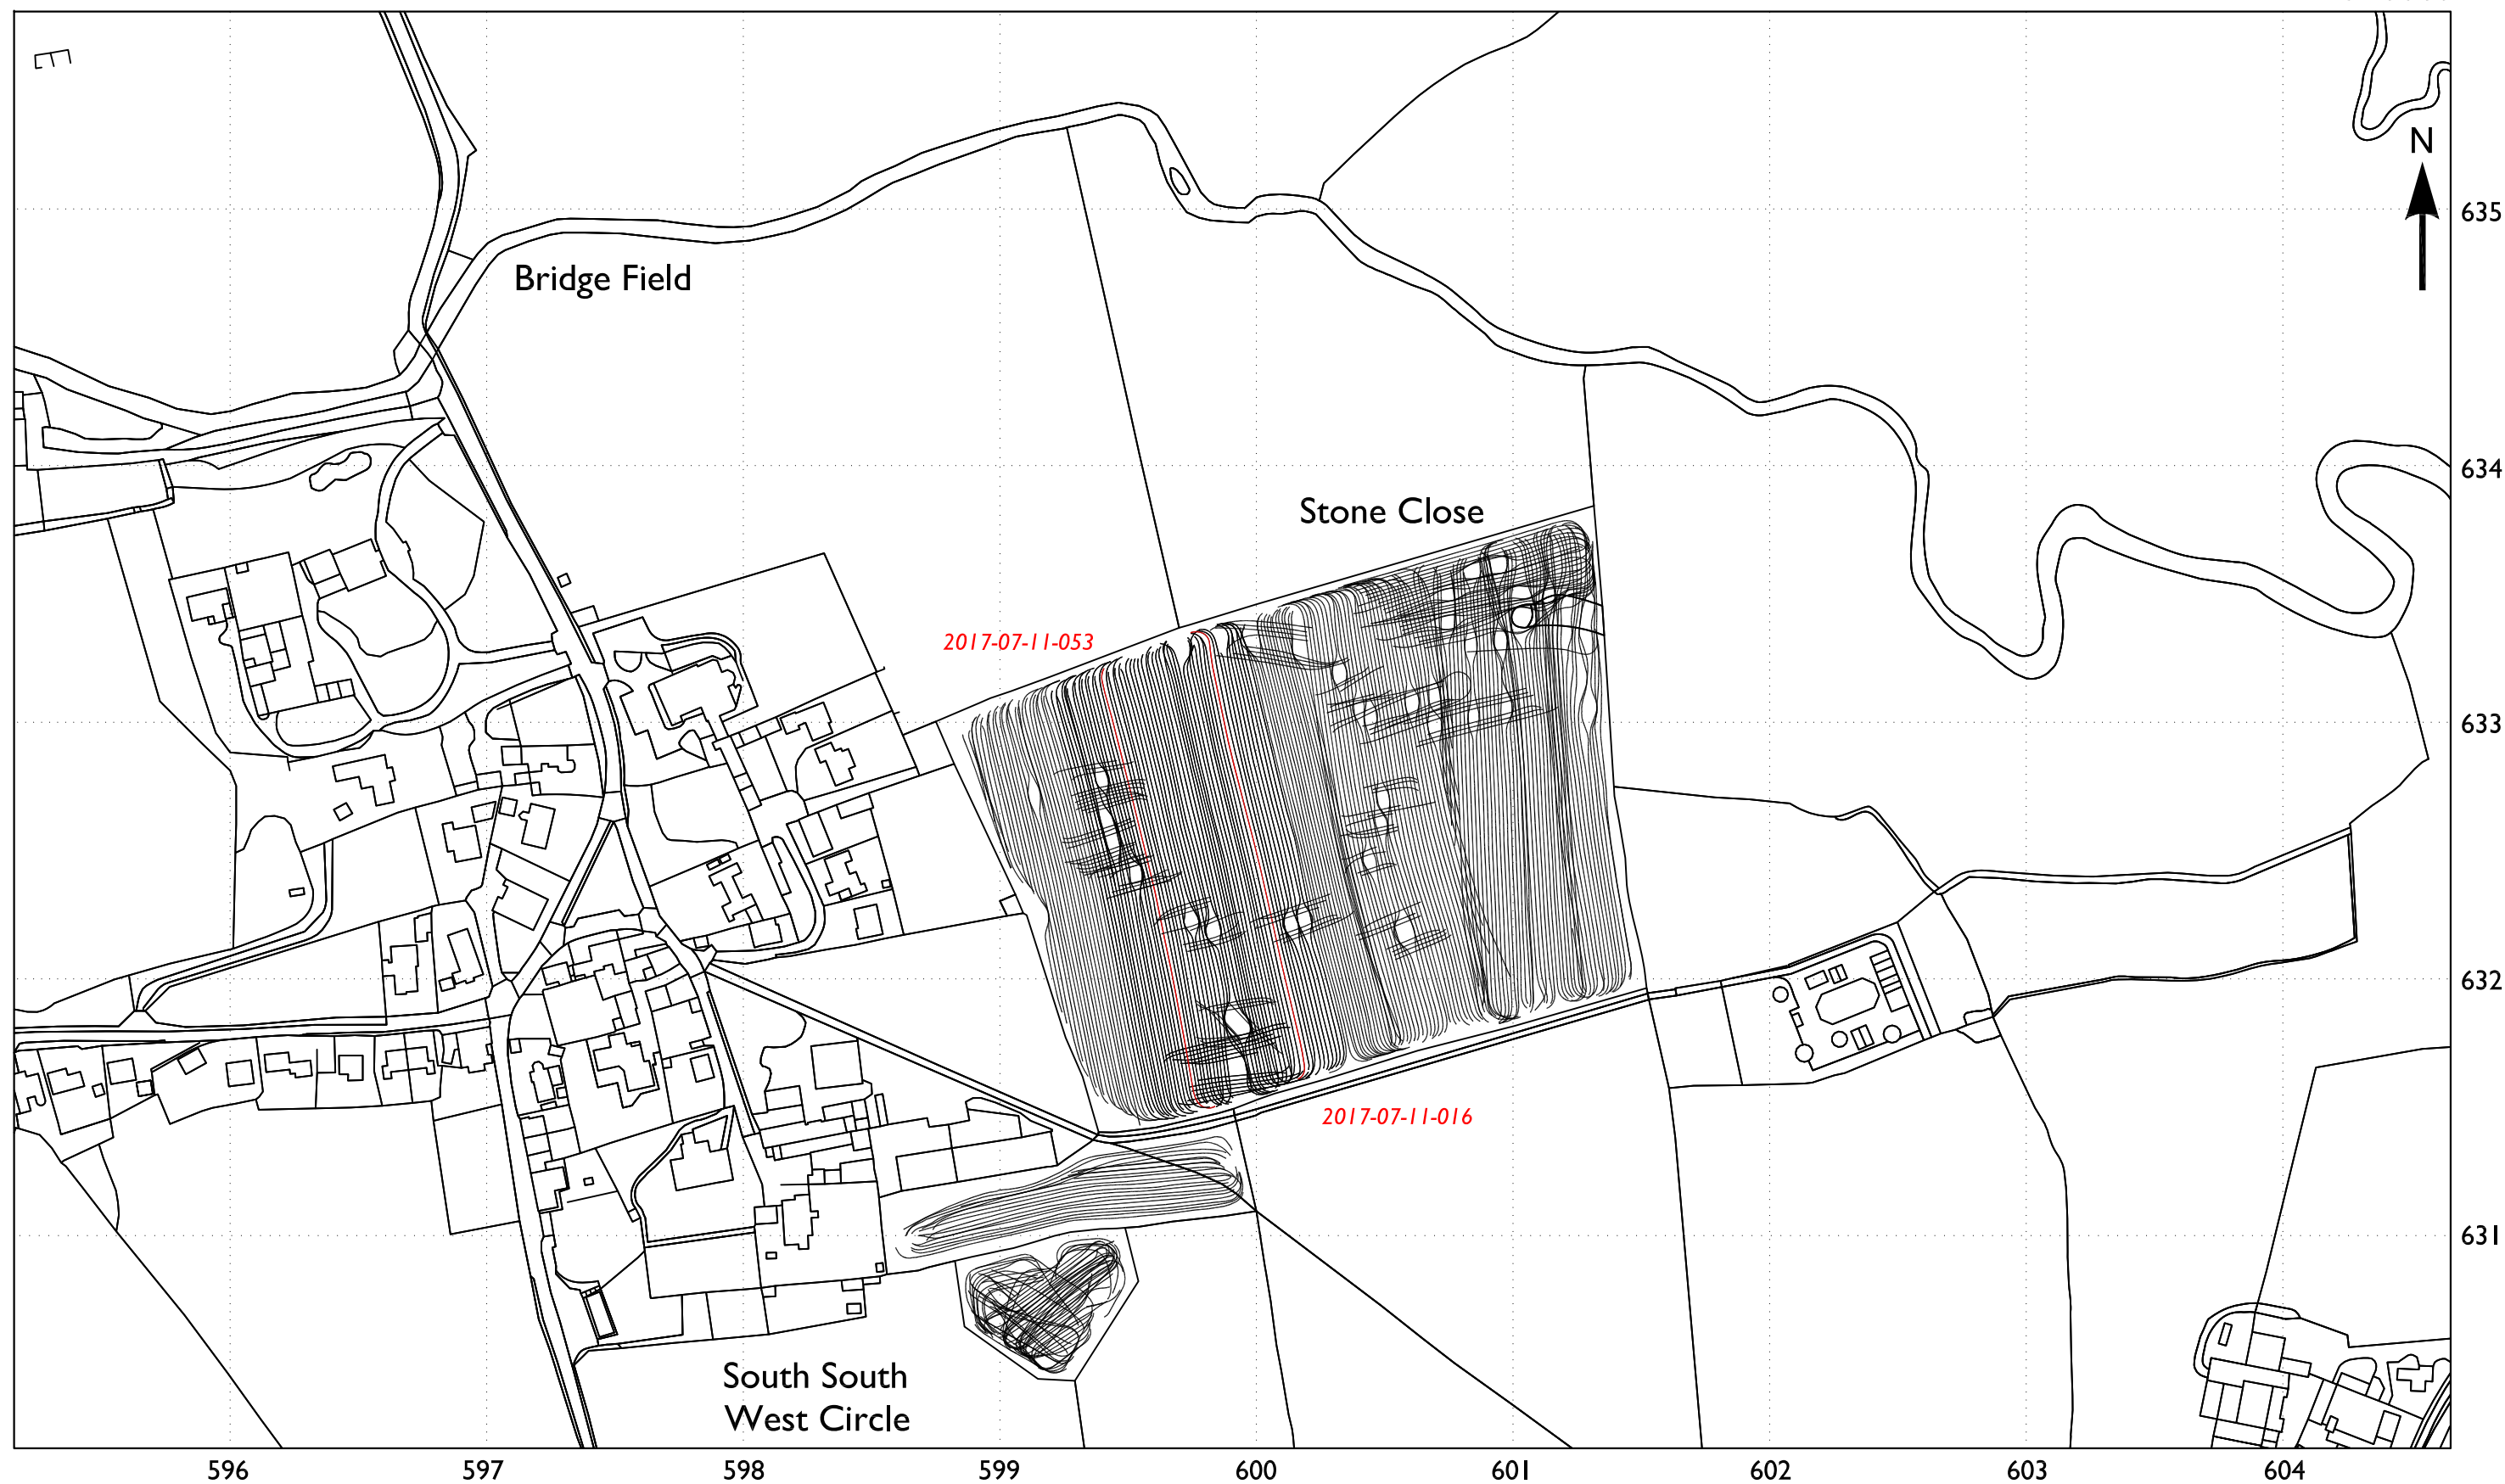 N
635
Bridge Field
634
Stone Close
2017-07-11-053
633
632
2017-07-11-016
631
South South
West Circle
596 597 598 599 600 601 602 603 604